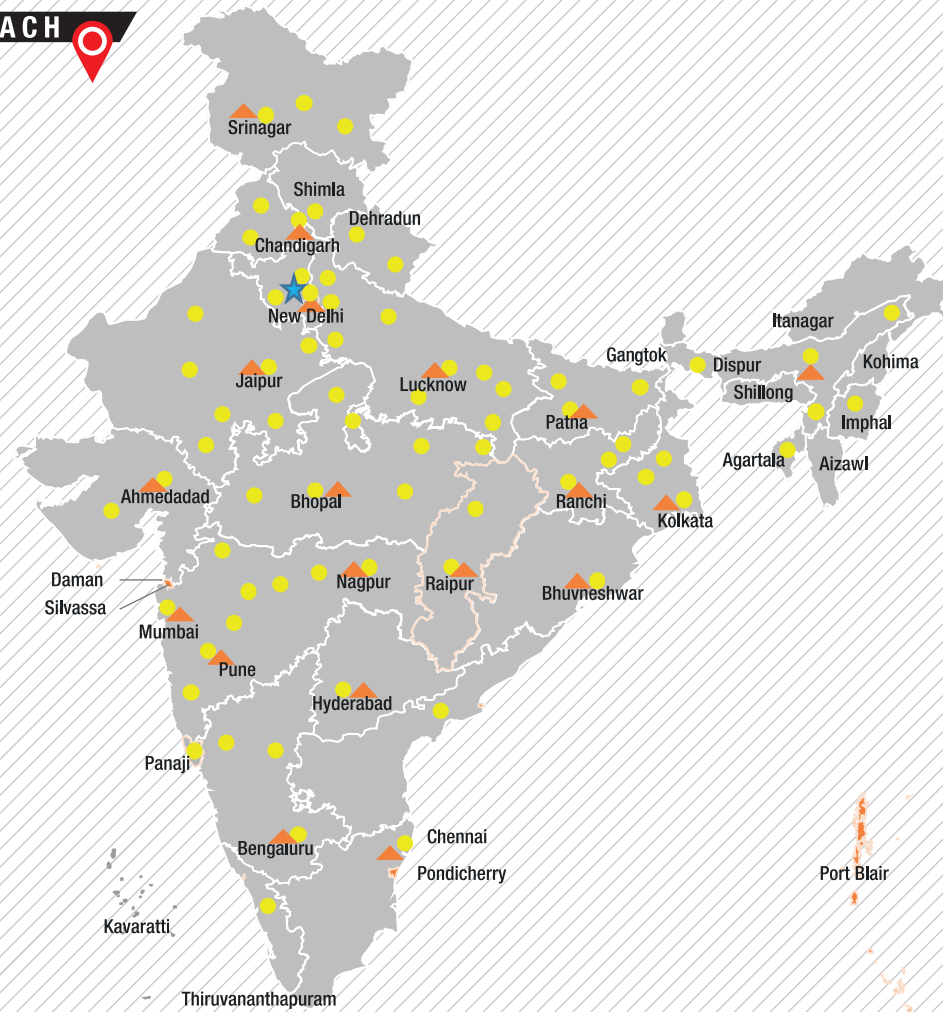 ACH
Srinagar
Shimla
Dehradun
Chandigarh
New Delhi
Itanagar
Gangtok
Dispur
Kohima
Jaipur
Lucknow
Shillong
Patna
Imphal
Agartala
Aizawl
Ahmedadad
Bhopal
Ranchi
Kolkata
Daman
Nagpur
Raipur
Bhuvneshwar
Silvassa
Mumbai
Pune
Hyderabad
Panaji
Chennai
Bengaluru
Pondicherry
Port Blair
Kavaratti
Thiruvananthapuram